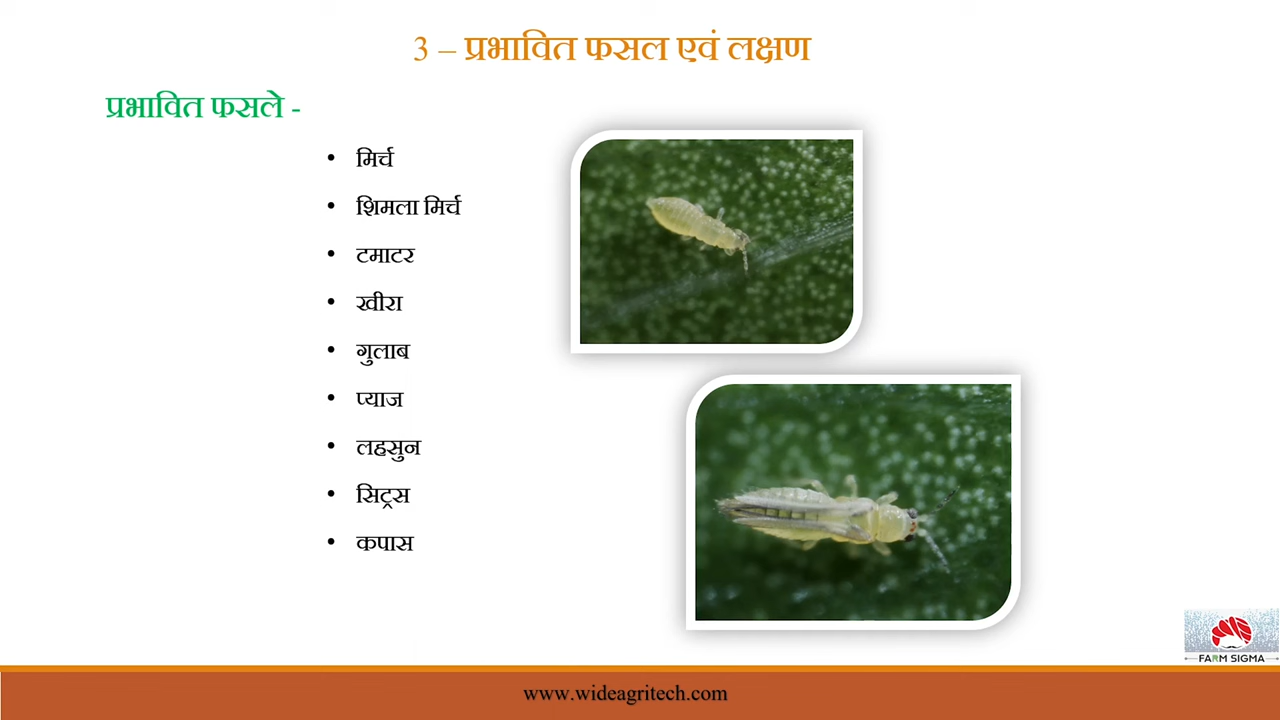 3 – प्रभावित फसल एवं लक्षण
प्रभावित फसले -
• मिर्च
• शिमला मिर्च
• टमाटर
• खीरा
• गुलाब
• प्याज
• लहसुन
• सिट्रस
• कपास
FARM SIGMA
www.wideagritech.com